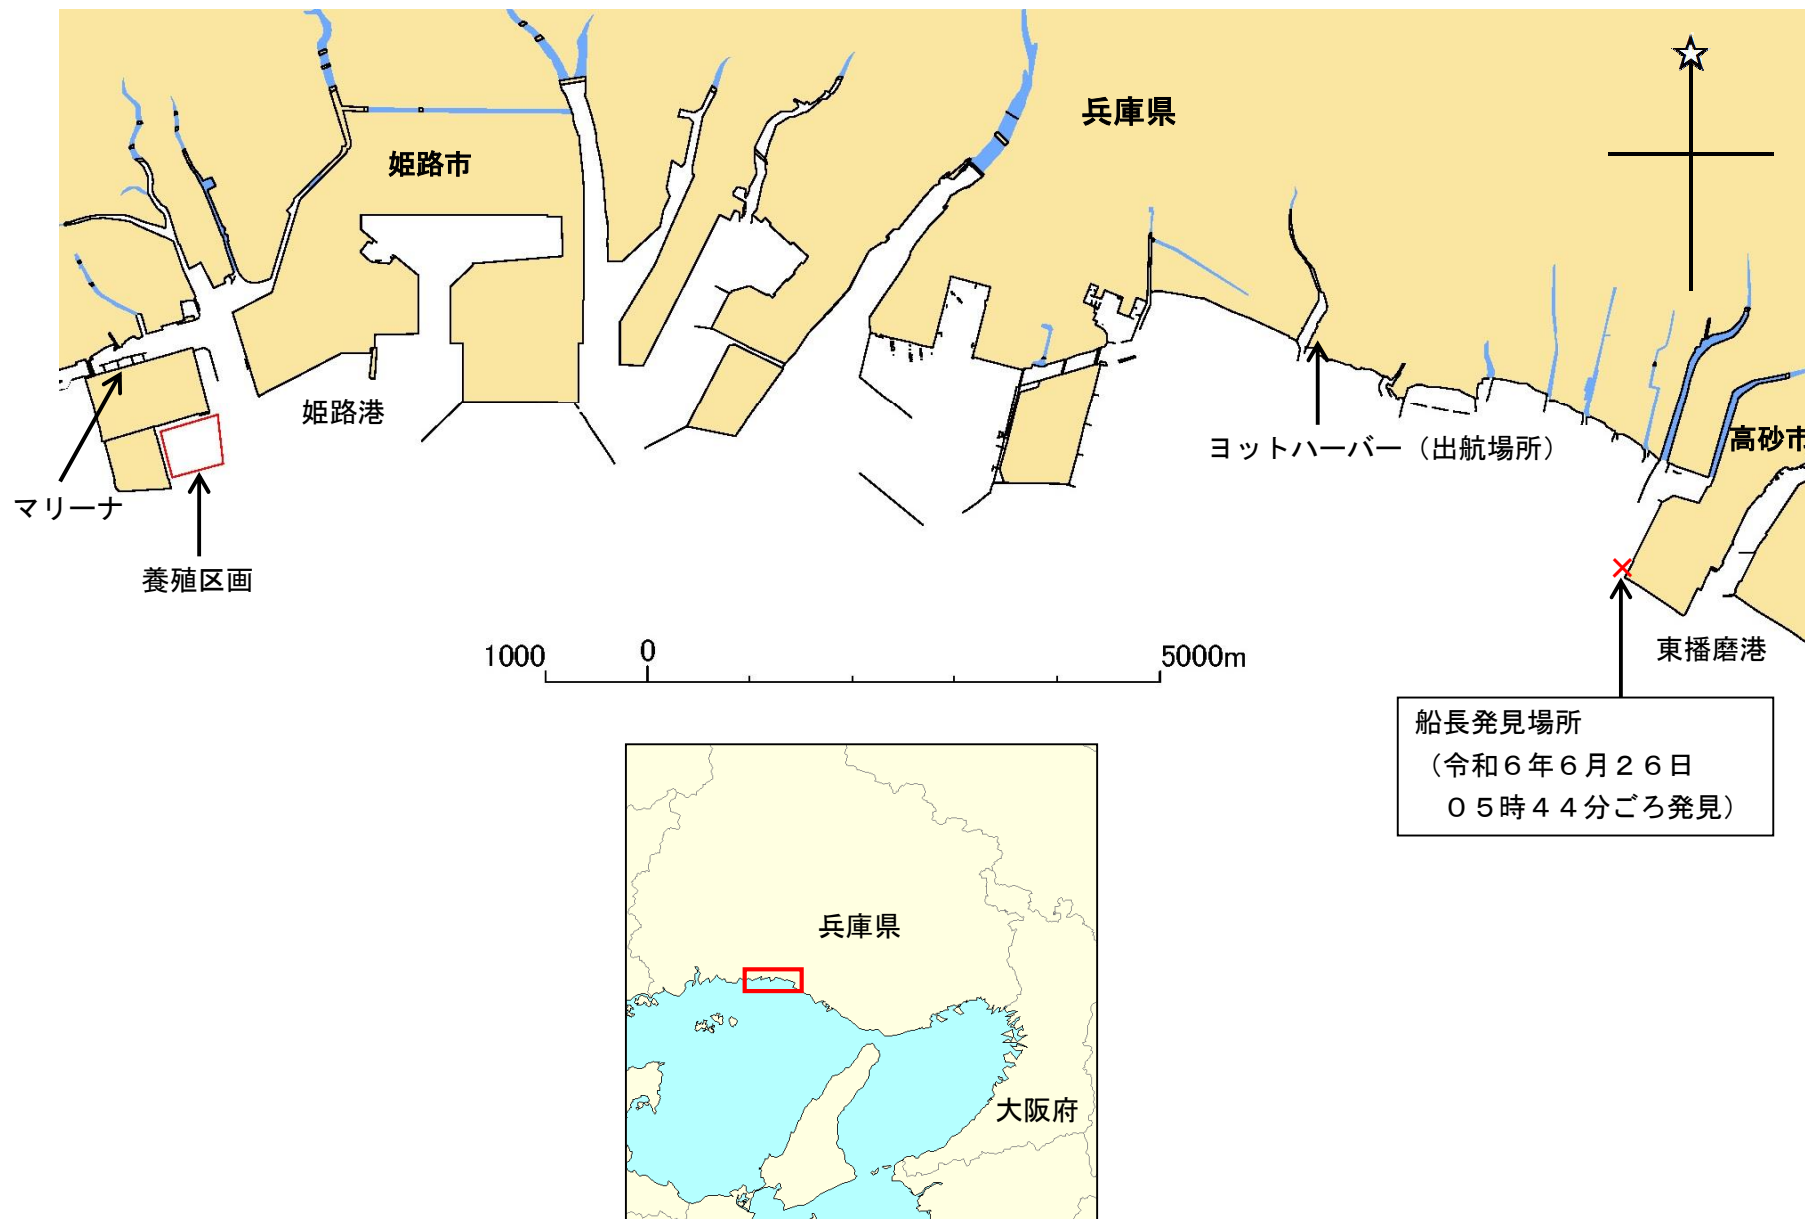 兵庫県
姫路市
姫路港
高砂市
ヨットハーバー（出航場所）
マリーナ
養殖区画
東播磨港
1000 0 5000m
船長発見場所
（令和６年６月２６日
０５時４４分ごろ発見）
兵庫県
大阪府